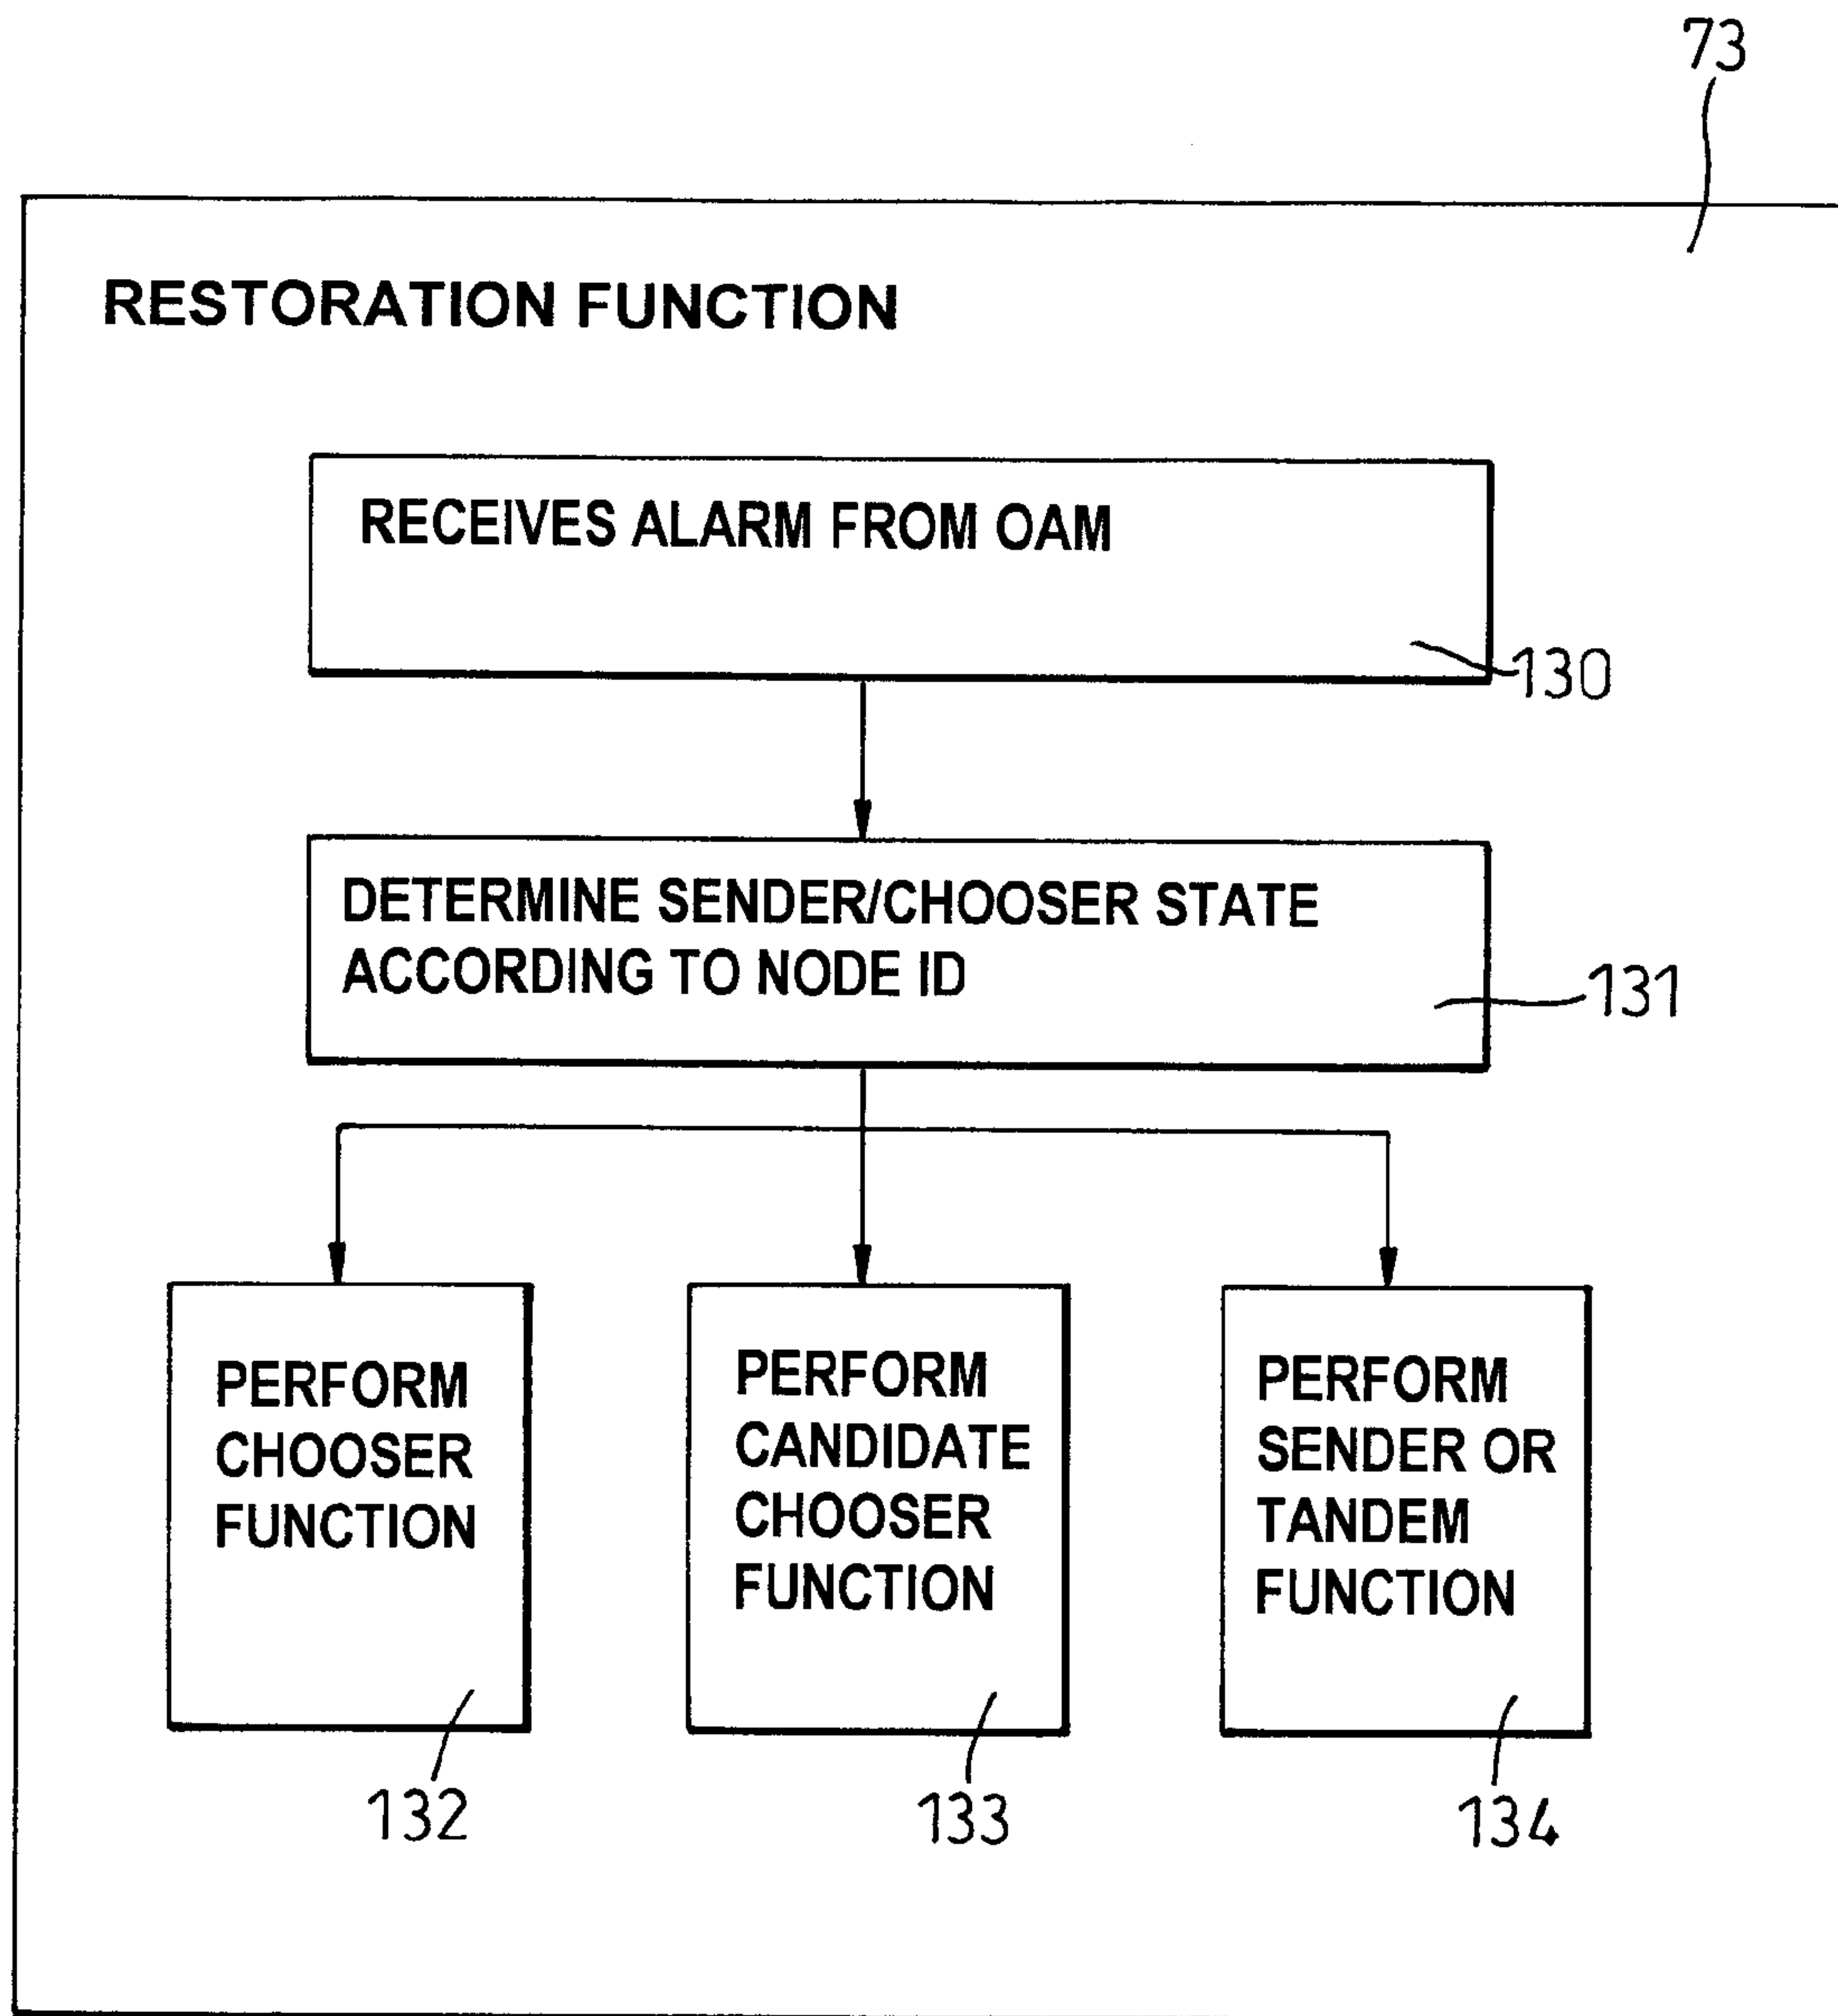 73
RESTORATION FUNCTION
RECEIVES ALARM FROM OAM
130
DETERMINE SENDER/CHOOSER STATE
ACCORDING TO NODE ID
131
PERFORM
CHOOSER
FUNCTION
132
PERFORM
CANDIDATE
CHOOSER
FUNCTION
133
PERFORM
SENDER OR
TANDEM
FUNCTION
134